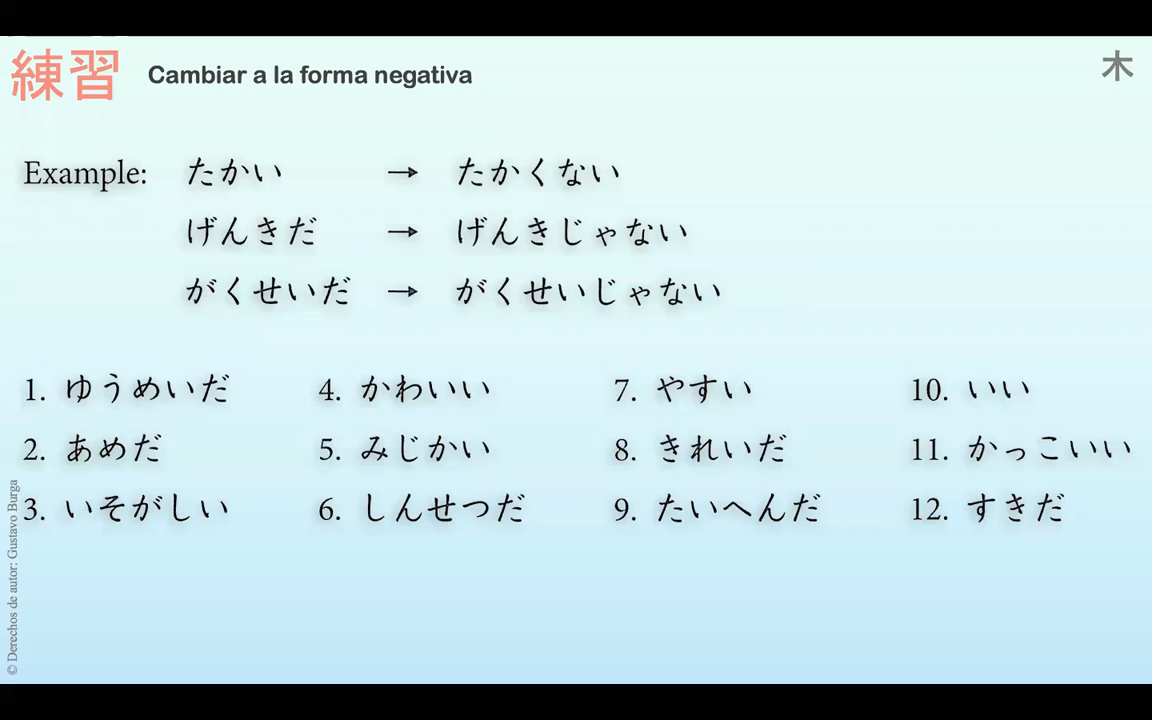 練習 Cambiar a la forma negativa 木
Example: たかい → たかくない
げんきだ → げんきじゃない
がくせいだ → がくせいじゃない
1. ゆうめいだ 4. かわいい 7. やすい 10. いい
2. あめだ 5. みじかい 8. きれいだ 11. かっこいい
3. いそがしい 6. しんせつだ 9. たいへんだ 12. すきだ
© Derechos de autor: Gustavo Burga